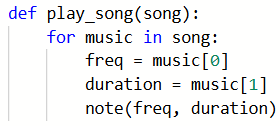 def play_song(song):
    for music in song:
        freq = music[0]
        duration = music[1]
        note(freq, duration)